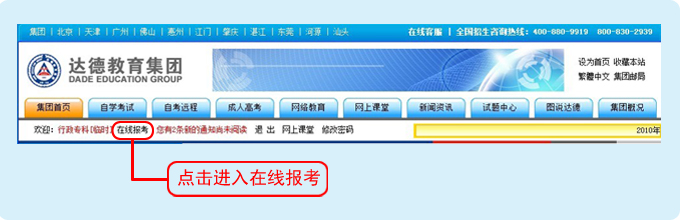 集团 | 北京 | 天津 | 广州 | 佛山 | 惠州 | 江门 | 肇庆 | 湛江 | 东莞 | 河源 | 汕头 在线客服 | 全国招生咨询热线：400-880-9919 800-830-2939
达德教育集团
DADE EDUCATION GROUP
设为首页 收藏本站
繁體中文 集团邮局
集团首页 自学考试 自考远程 成人高考 网络教育 网上课堂 新闻资讯 试题中心 图说达德 集团概况
欢迎：行政专科[临时] 在线报考 您有2条新的通知尚未阅读 退 出 网上课堂 修改密码 2010年
点击进入在线报考